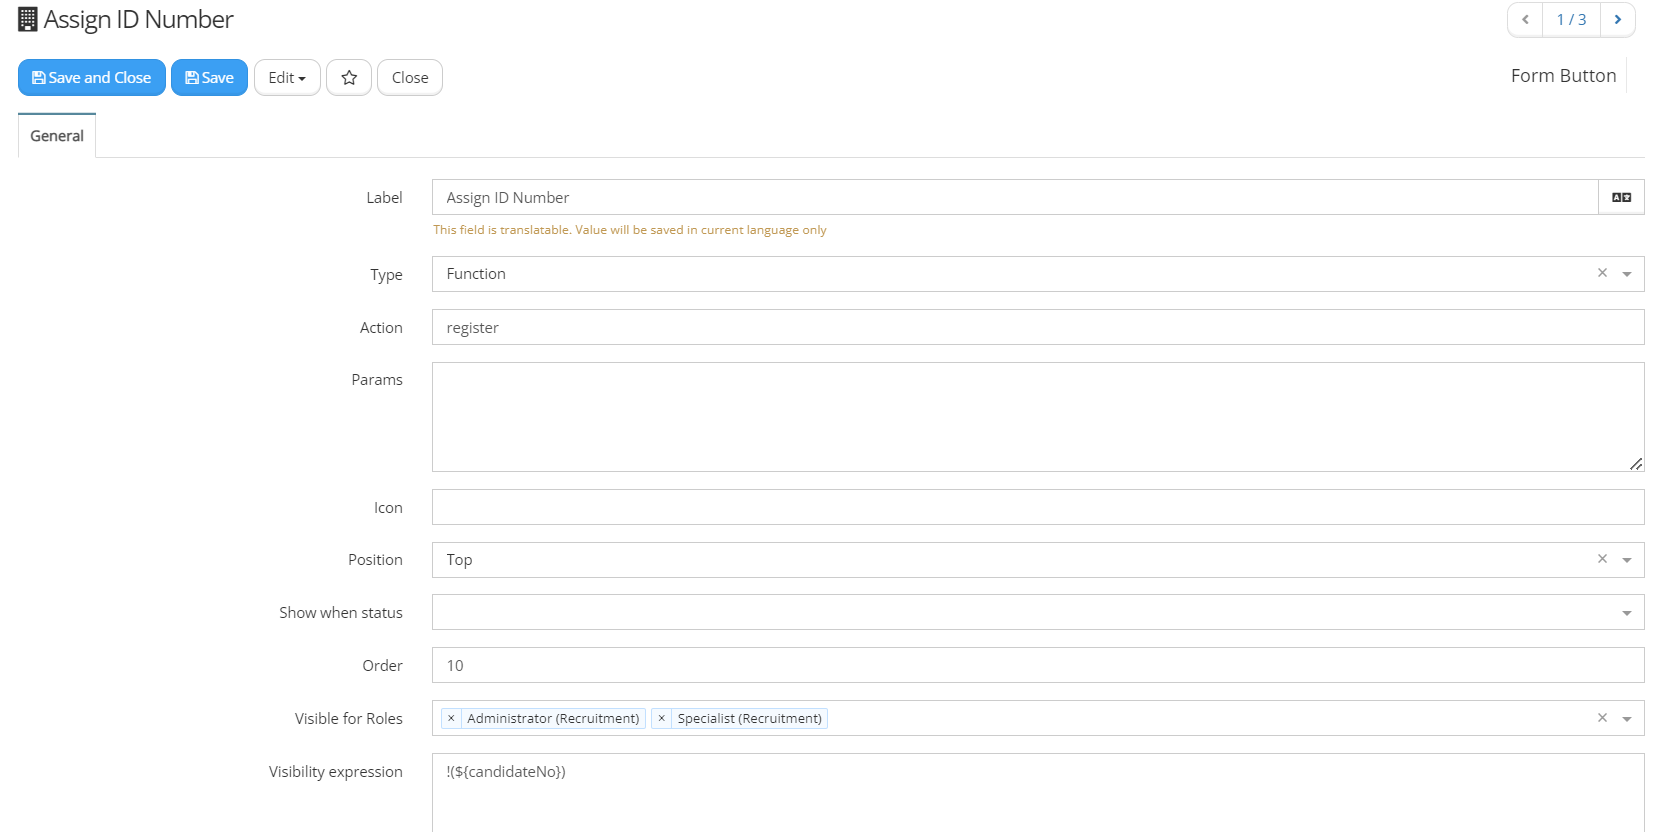 Assign ID Number
1 / 3
Save and Close
Save
Edit
Close
Form Button
General
Label
Assign ID Number
This field is translatable. Value will be saved in current language only
Type
Function
×
Action
register
Params
Icon
Position
Top
×
Show when status
Order
10
Visible for Roles
× Administrator (Recruitment) × Specialist (Recruitment)
×
Visibility expression
!(${candidateNo})